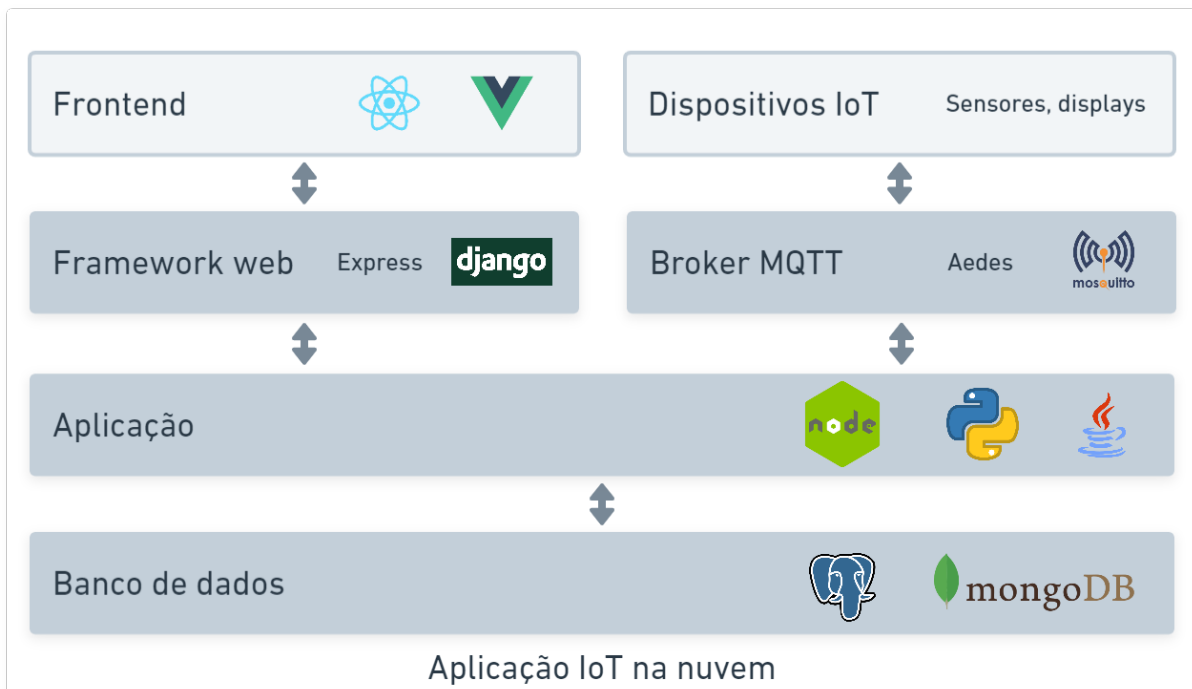 Frontend
Dispositivos IoT Sensores, displays
Framework web Express django
Broker MQTT Aedes mosquitto
Aplicação node
Banco de dados mongoDB
Aplicação IoT na nuvem